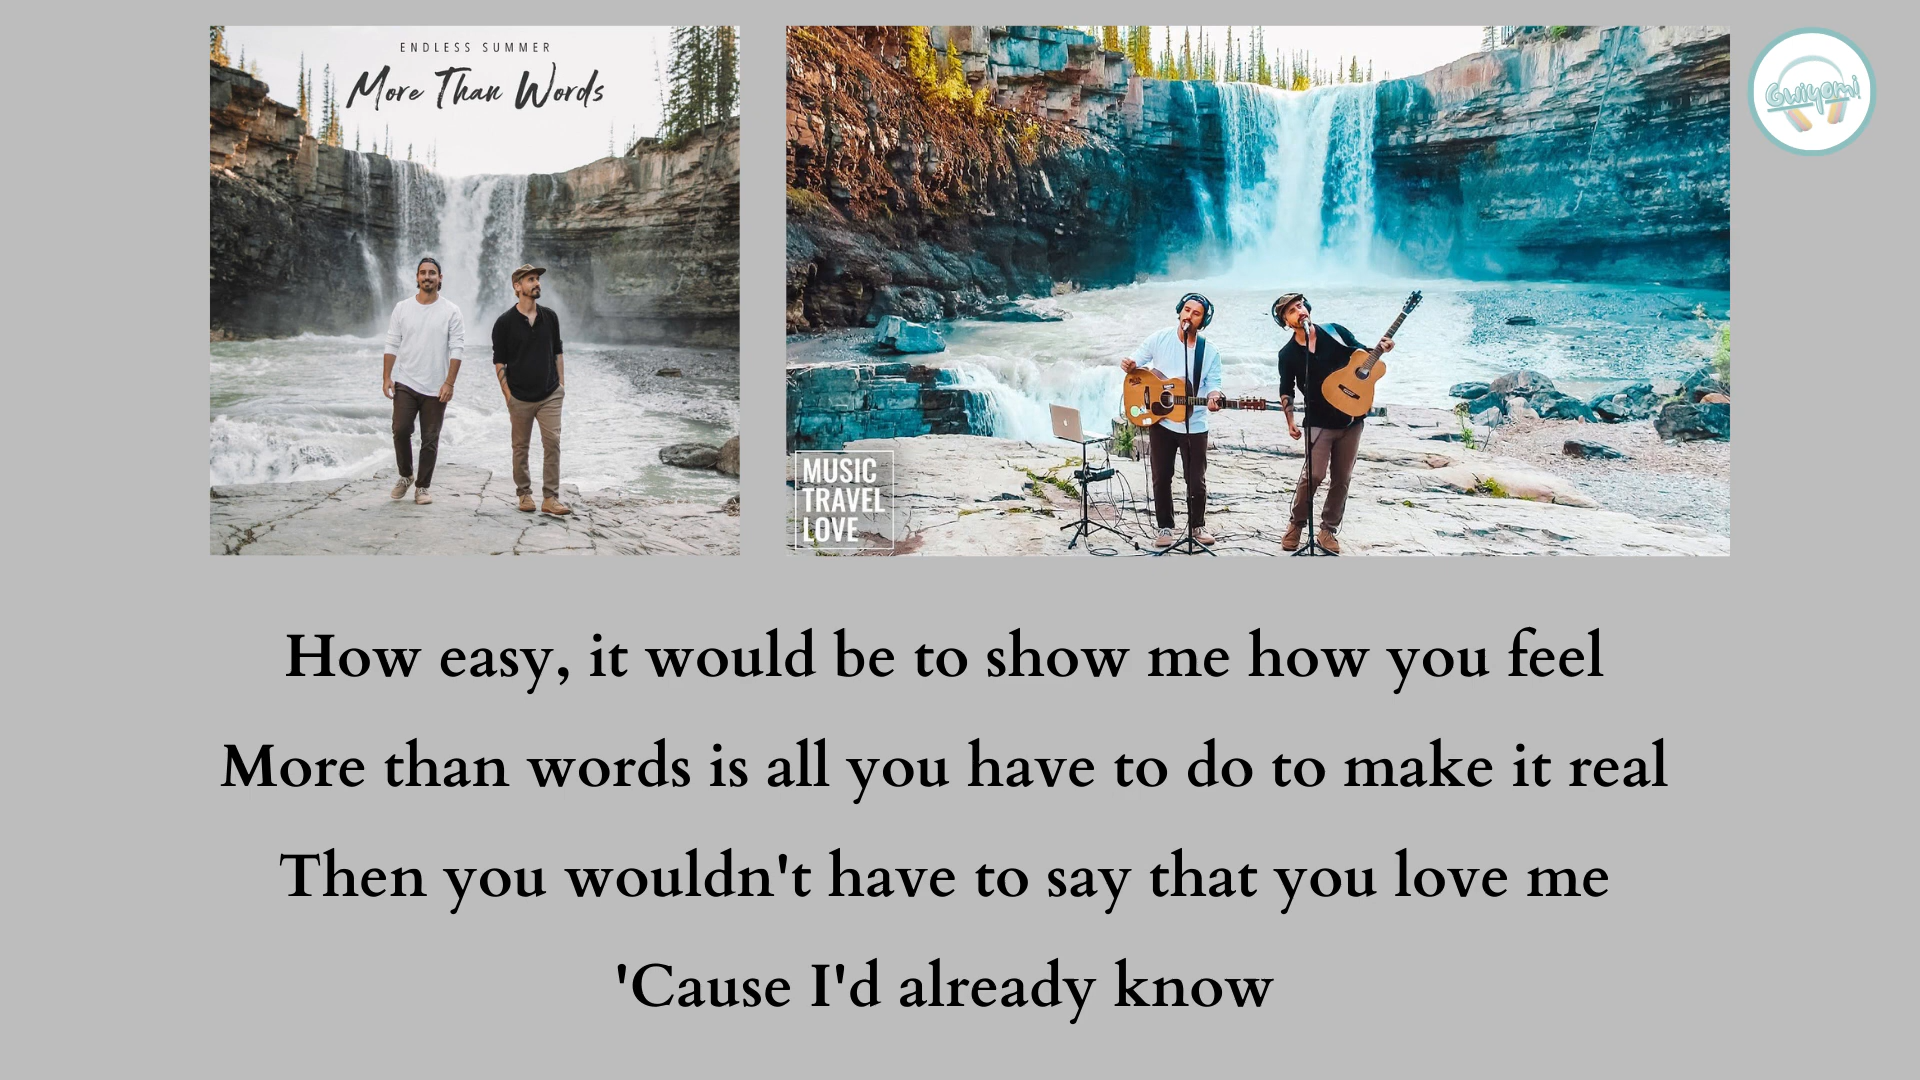 ENDLESS SUMMER
More Than Words
Gwiyomi
MUSIC
TRAVEL
LOVE
How easy, it would be to show me how you feel
More than words is all you have to do to make it real
Then you wouldn't have to say that you love me
'Cause I'd already know